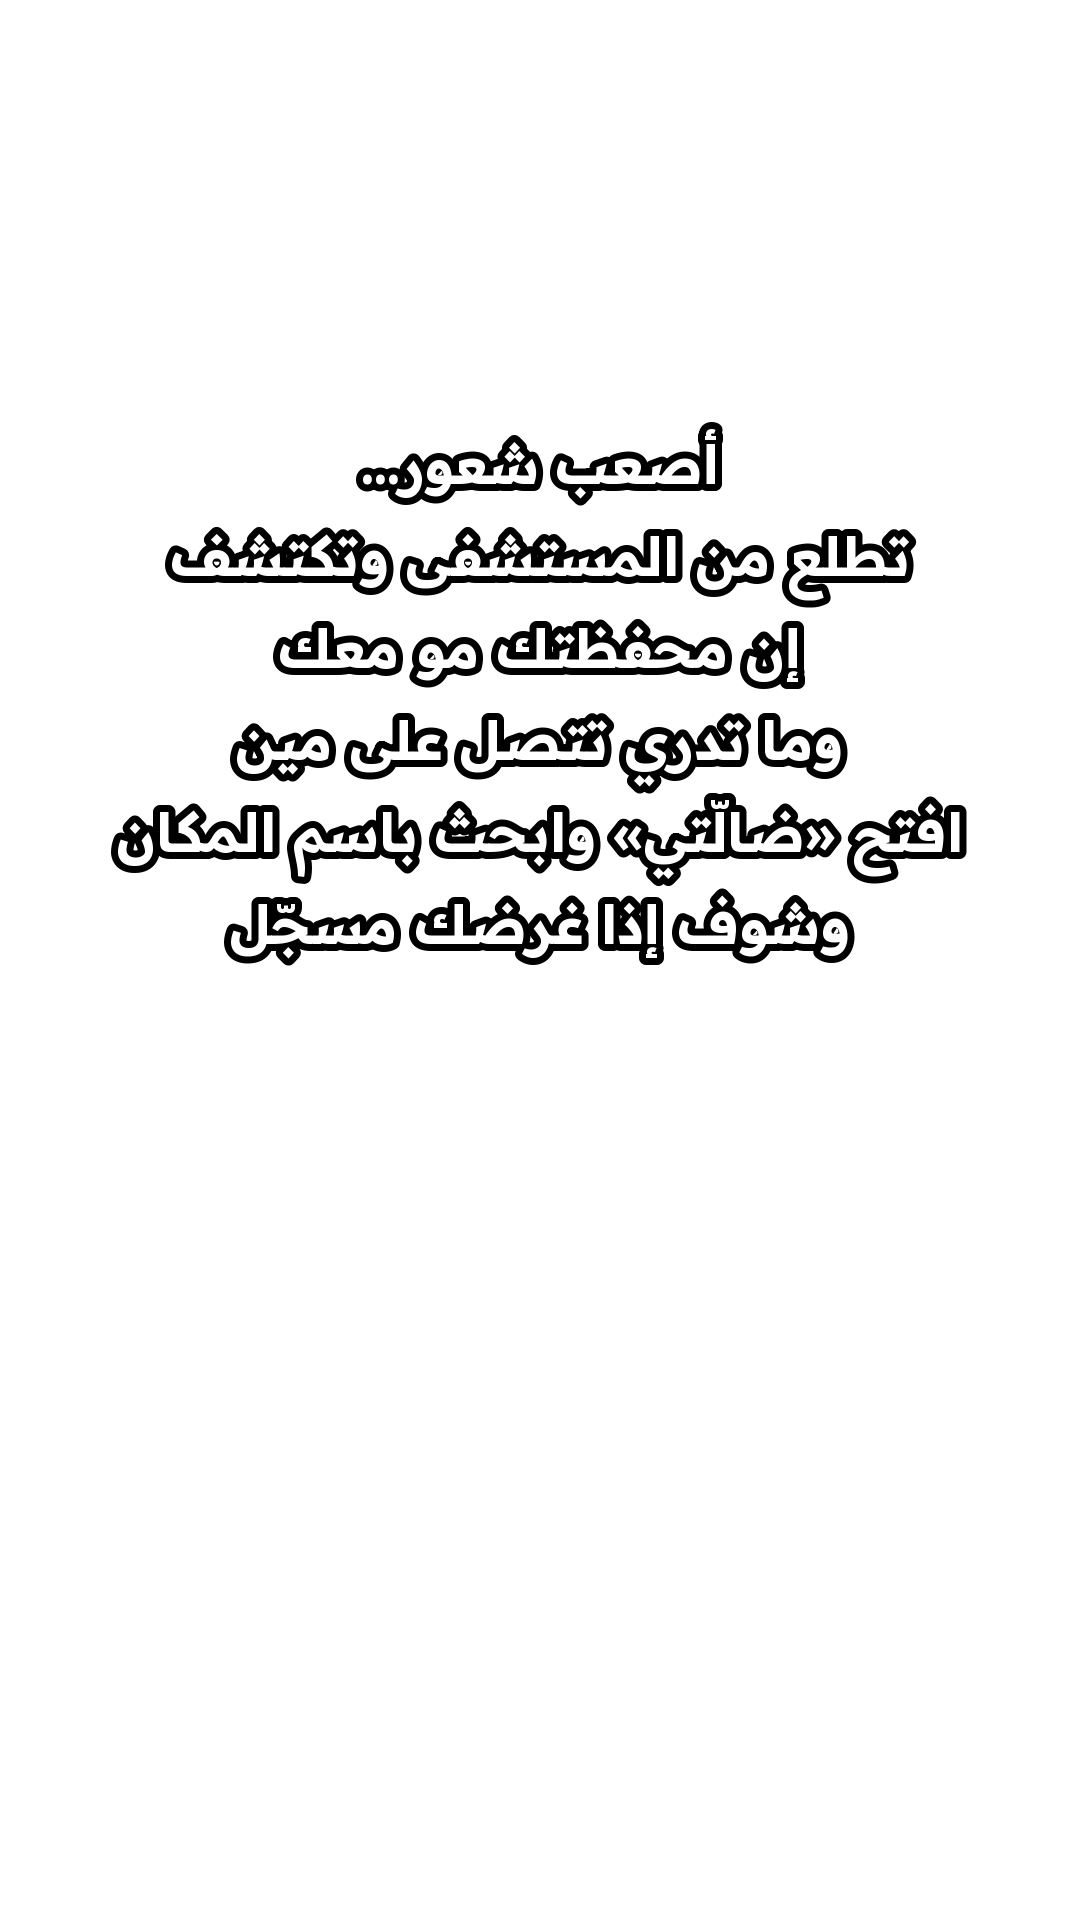 أصعب شعور...
تطلع من المستشفى وتكتشف
إن محفظتك مو معك
وما تدري تتصل على مين
افتح «ضالّتي» وابحث باسم المكان
وشوف إذا غرضك مسجّل